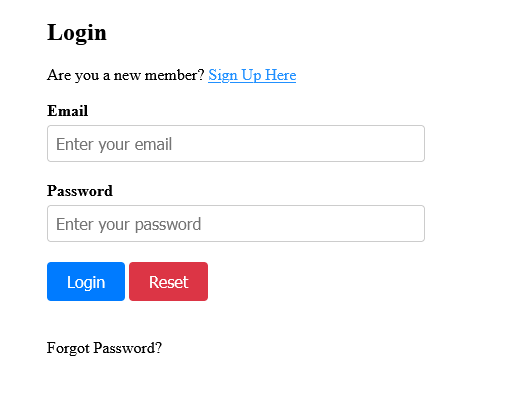 Login
Are you a new member? Sign Up Here
Email
Enter your email
Password
Enter your password
Login Reset
Forgot Password?